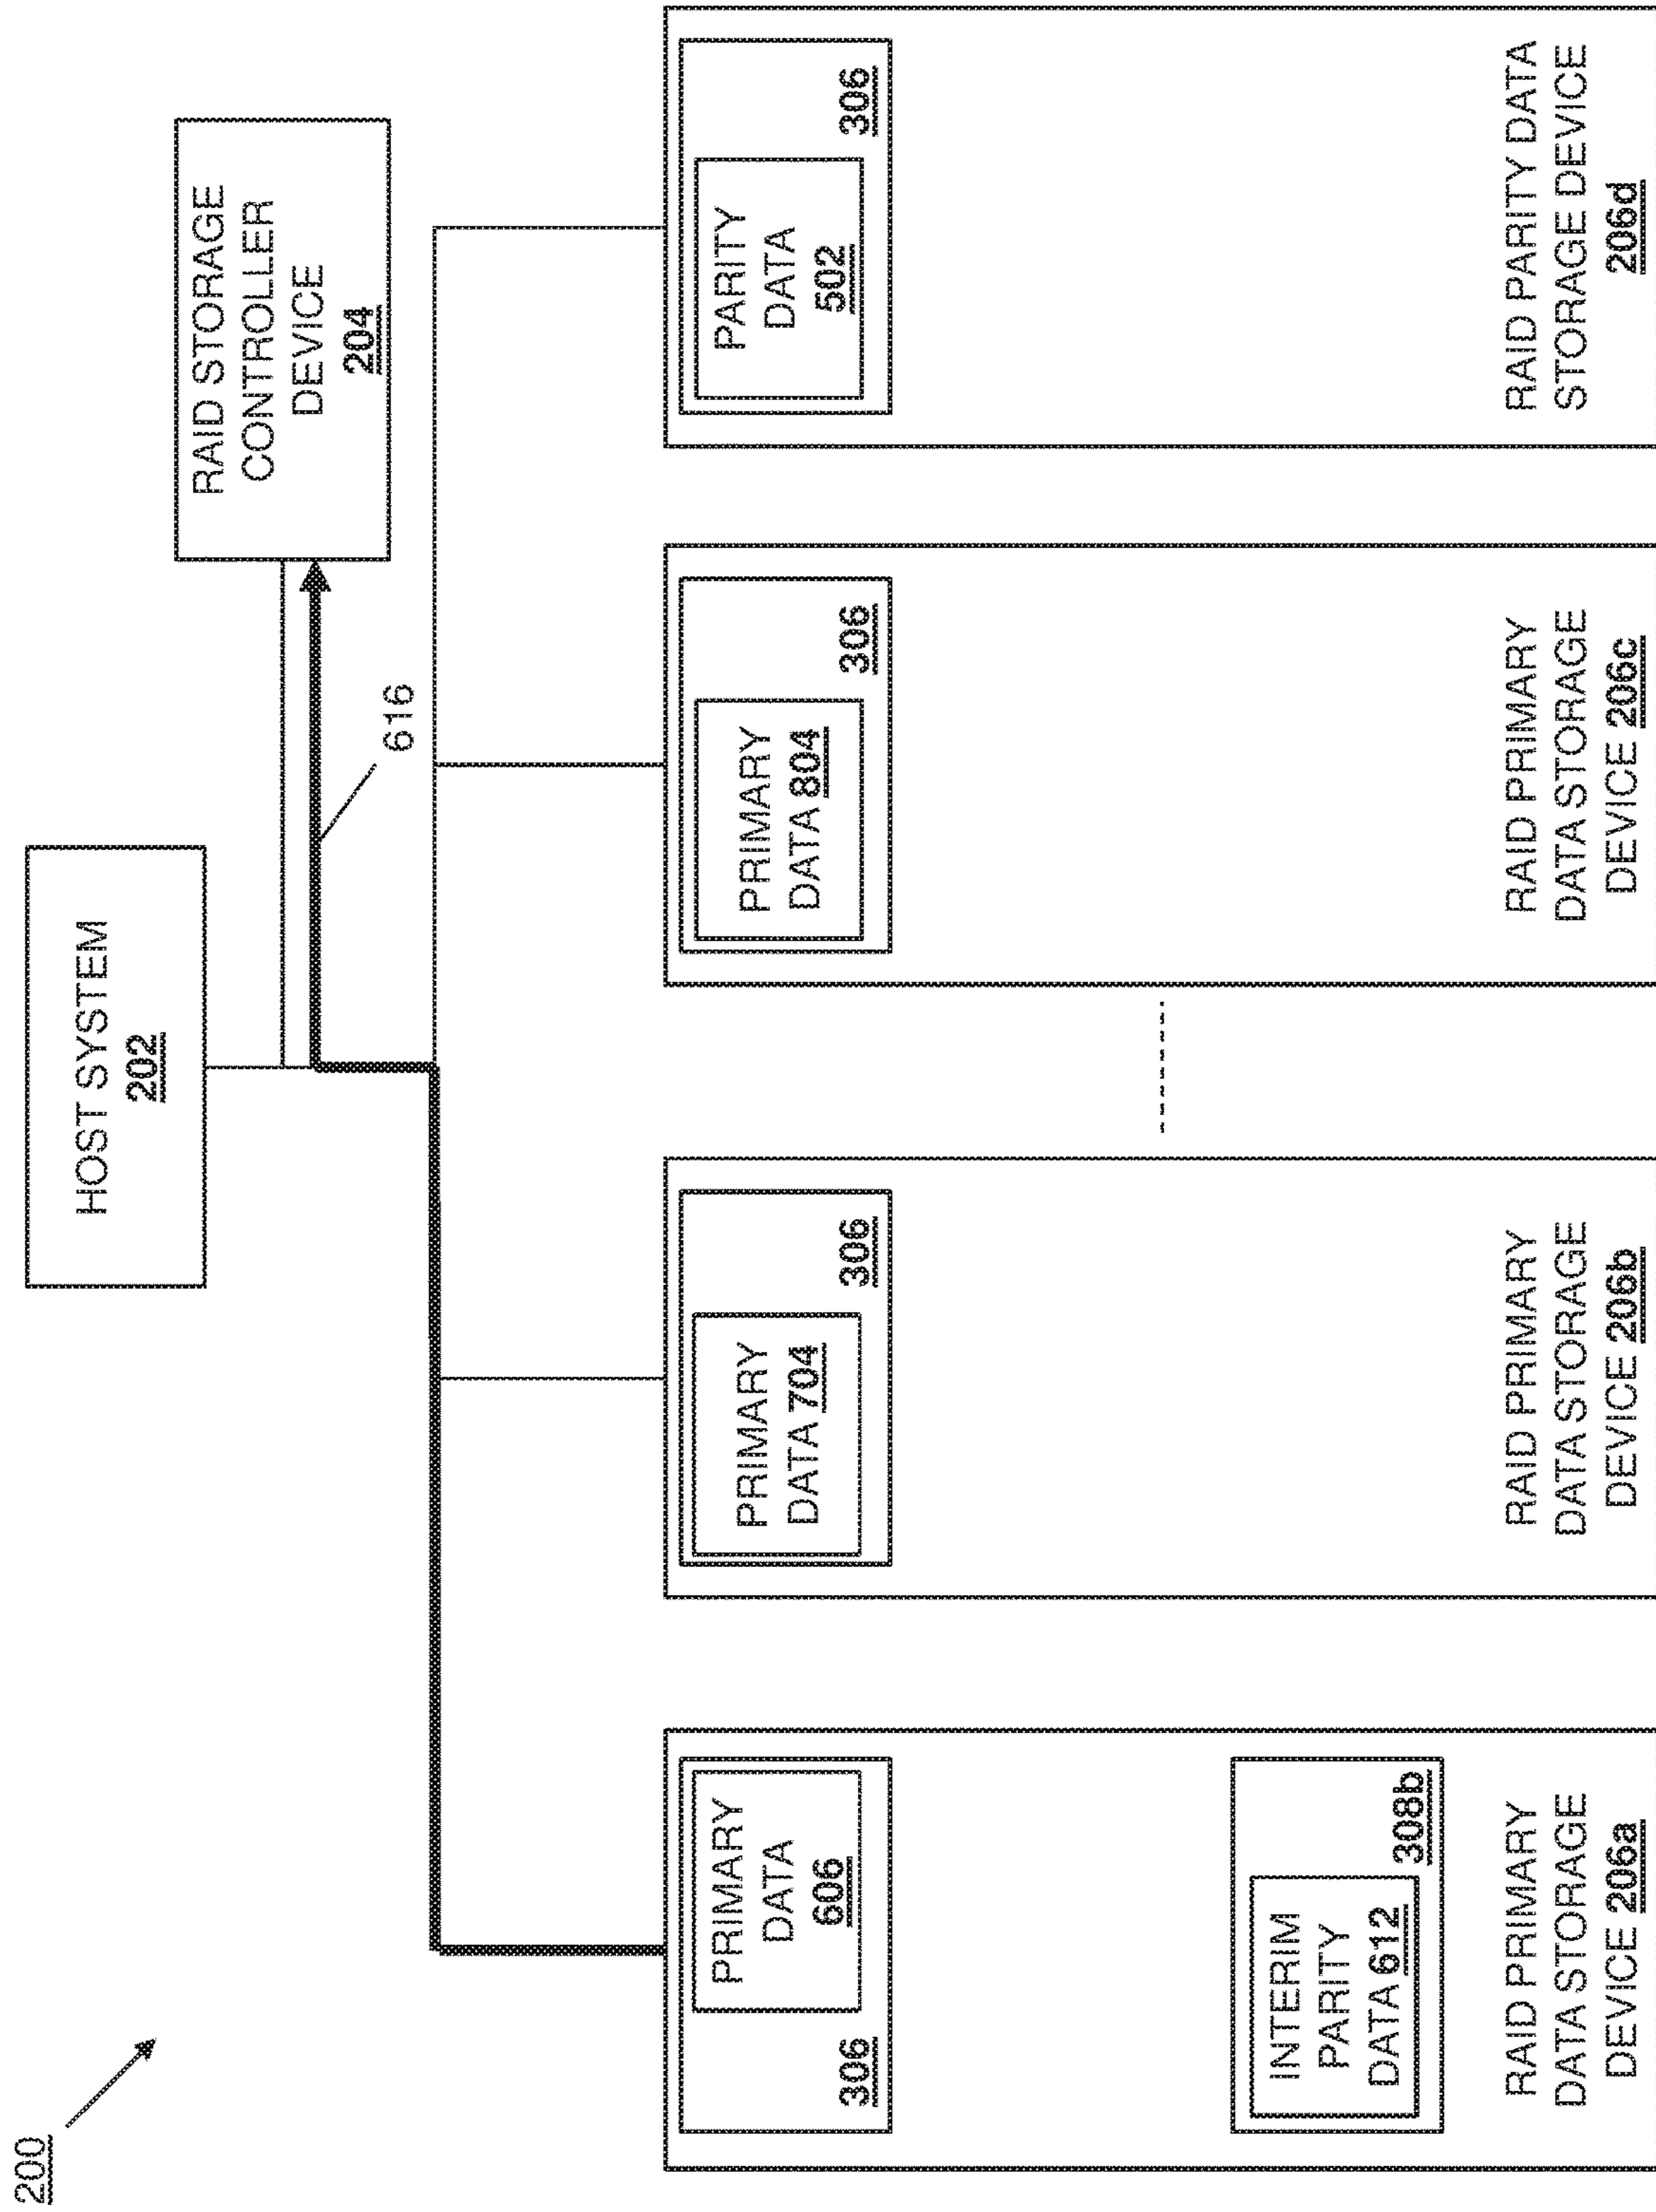 200
HOST SYSTEM
202
RAID STORAGE
CONTROLLER
DEVICE
204
616
PRIMARY
DATA
606
306
INTERIM
PARITY
DATA 612
308b
RAID PRIMARY
DATA STORAGE
DEVICE 206a
PRIMARY
DATA 704
306
RAID PRIMARY
DATA STORAGE
DEVICE 206b
PRIMARY
DATA 804
306
RAID PRIMARY
DATA STORAGE
DEVICE 206c
PARITY
DATA
502
306
RAID PARITY DATA
STORAGE DEVICE
206d